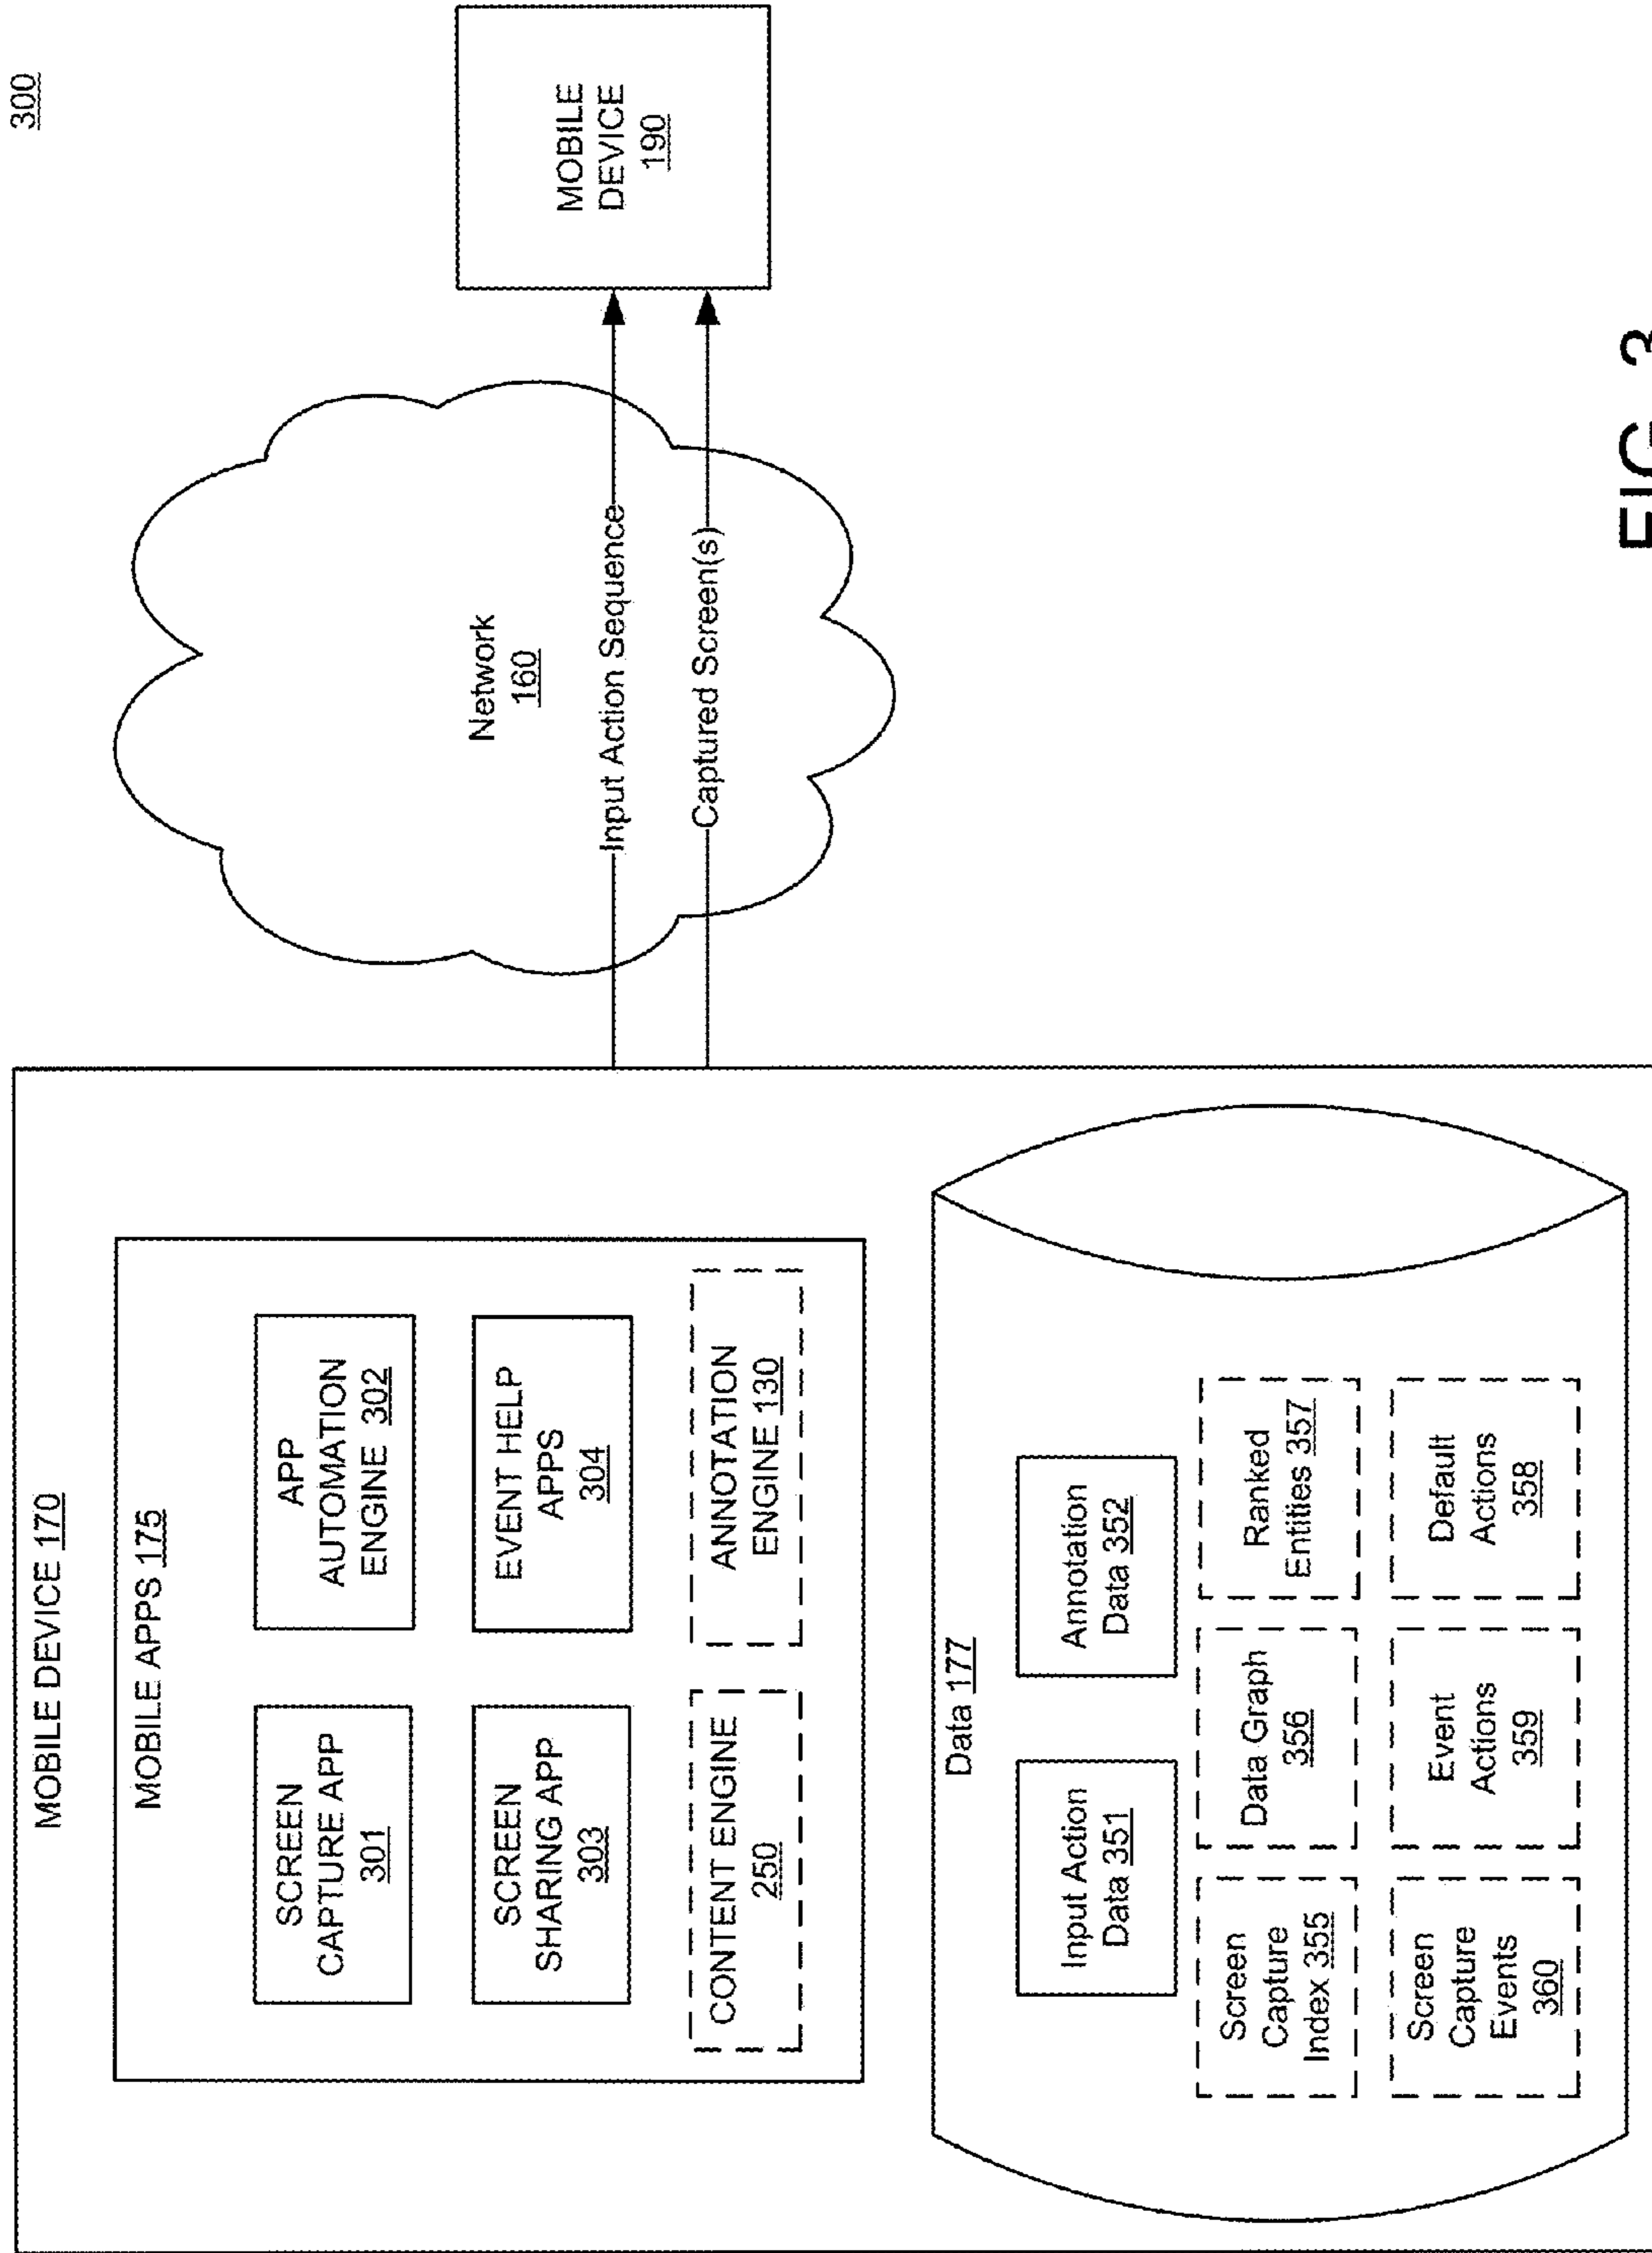 300
MOBILE DEVICE 170
MOBILE APPS 175
SCREEN
CAPTURE APP
301
APP
AUTOMATION
ENGINE 302
SCREEN
SHARING APP
303
EVENT HELP
APPS
304
CONTENT ENGINE
250
ANNOTATION
ENGINE 130
Data 177
Input Action
Data 351
Annotation
Data 352
Screen
Capture
Index 355
Data Graph
356
Ranked
Entities 357
Screen
Capture
Events
360
Event
Actions
359
Default
Actions
358
Network
160
Input Action Sequence
Captured Screen(s)
MOBILE
DEVICE
190
FIG. 3